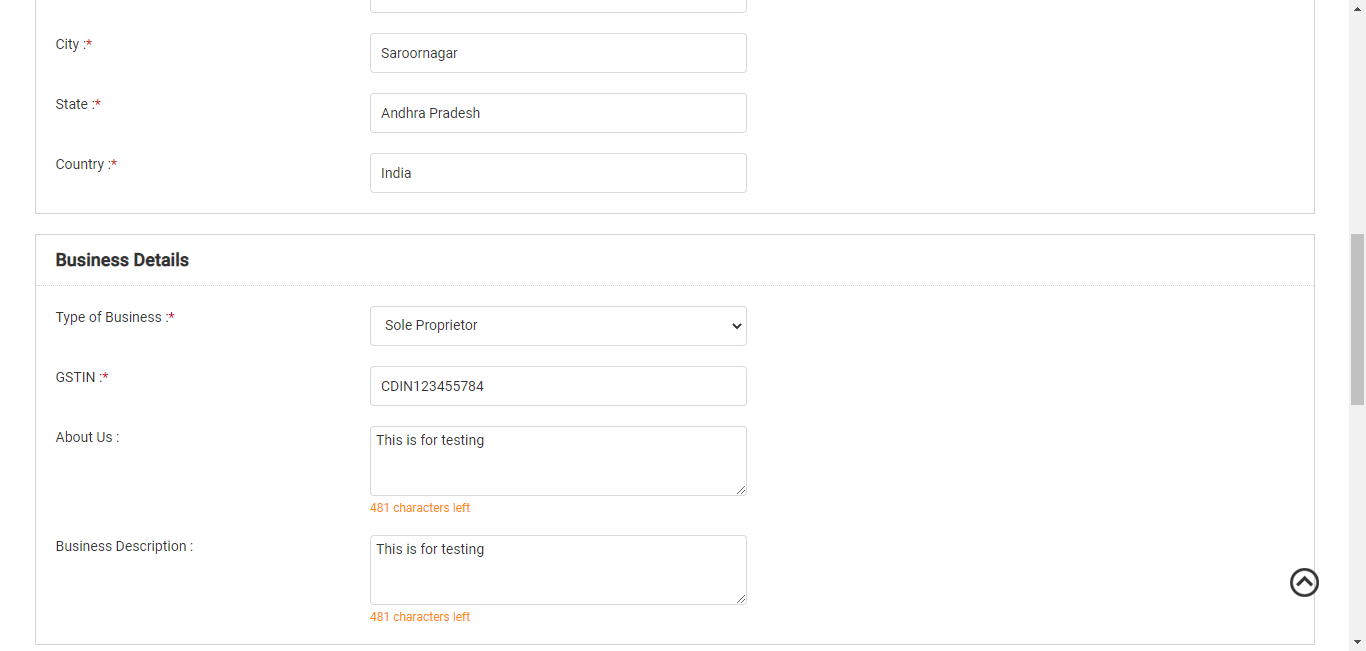 City :*
Saroornagar
State :*
Andhra Pradesh
Country :*
India
Business Details
Type of Business :*
Sole Proprietor
GSTIN :*
CDIN123455784
About Us :
This is for testing
481 characters left
Business Description :
This is for testing
481 characters left